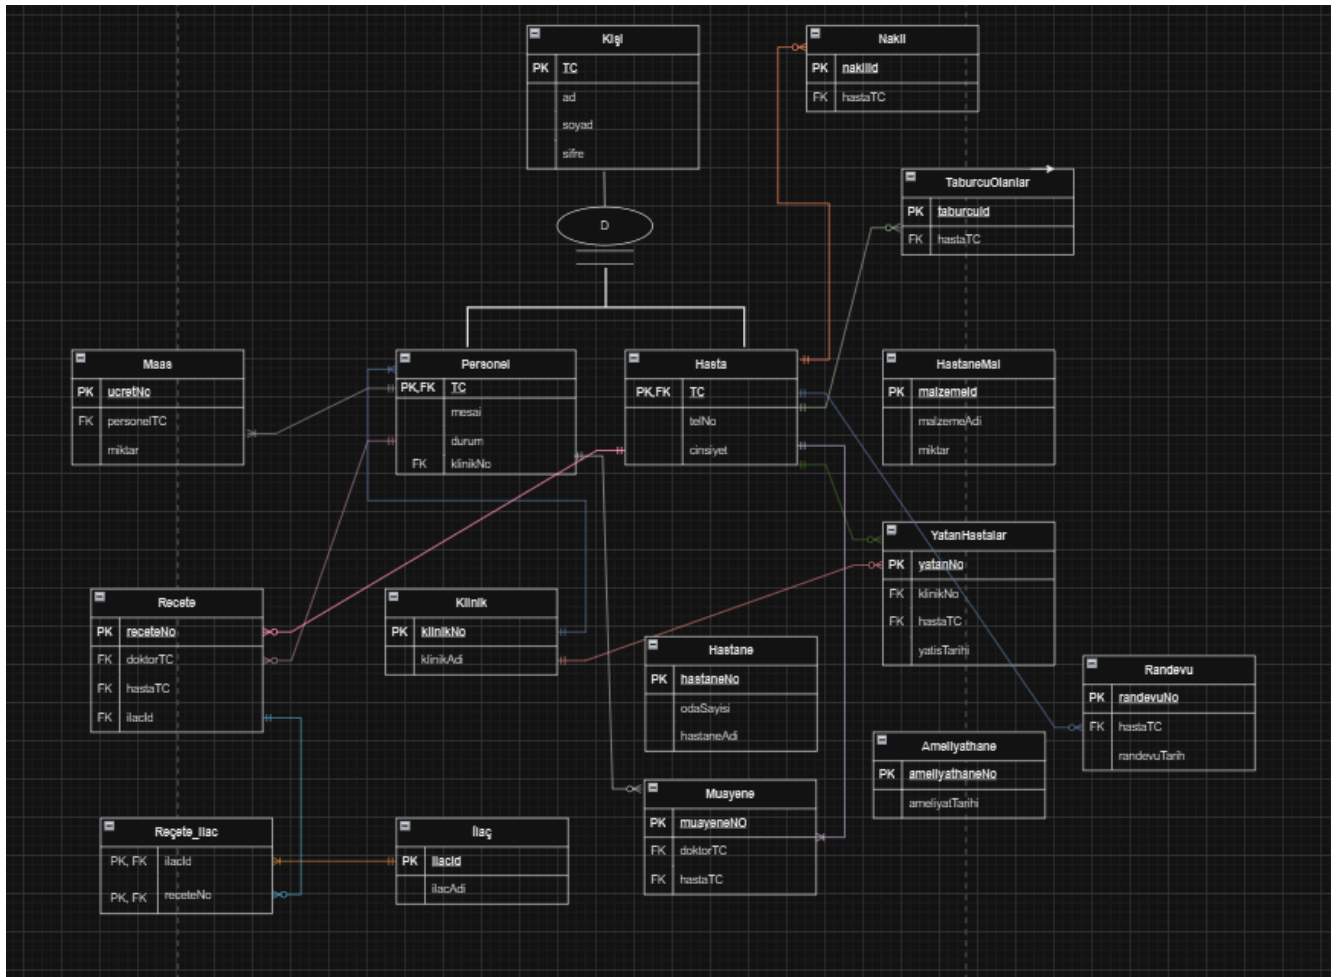 Kişi
PK TC
ad
soyad
sifre
Nakil
PK nakilId
FK hastaTC
TaburcuOlanlar
PK taburcuId
FK hastaTC
D
Maas
PK ucretNo
FK personelTC
miktar
Personel
PK,FK TC
mesai
durum
FK klinikNo
Hasta
PK,FK TC
telNo
cinsiyet
HastaneMal
PK malzemeId
malzemeAdi
miktar
YatanHastalar
PK yatanNo
FK klinikNo
FK hastaTC
yatisTarihi
Recete
PK receteNo
FK doktorTC
FK hastaTC
FK ilacId
Klinik
PK klinikNo
klinikAdi
Hastane
PK hastaneNo
odaSayisi
hastaneAdi
Randevu
PK randevuNo
FK hastaTC
randevuTarih
Ameliyathane
PK ameliyathaneNo
ameliyatTarihi
Muayene
PK muayeneNO
FK doktorTC
FK hastaTC
Reçete_ilac
PK, FK ilacId
PK, FK receteNo
İlaç
PK ilacId
ilacAdi